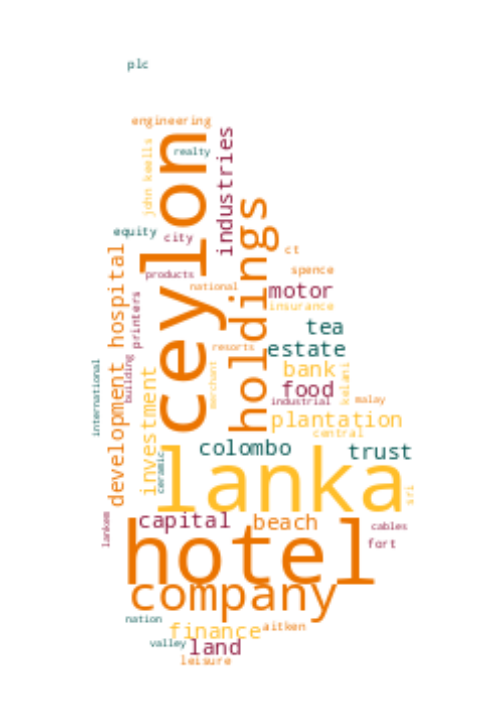 plc
engineering
ceylon
realty
john keells
industries
equity
city
holdings
ct
hospital
products
spence
national
motor
printers
insurance
tea
resorts
estate
international
building
development
investment
merchant
bank
kelani
food
industrial
malay
plantation
central
colombo
trust
ceramic
lanka
sri
lankem
capital
beach
cables
hotel
fort
company
nation
finance
aitken
valley
land
leisure